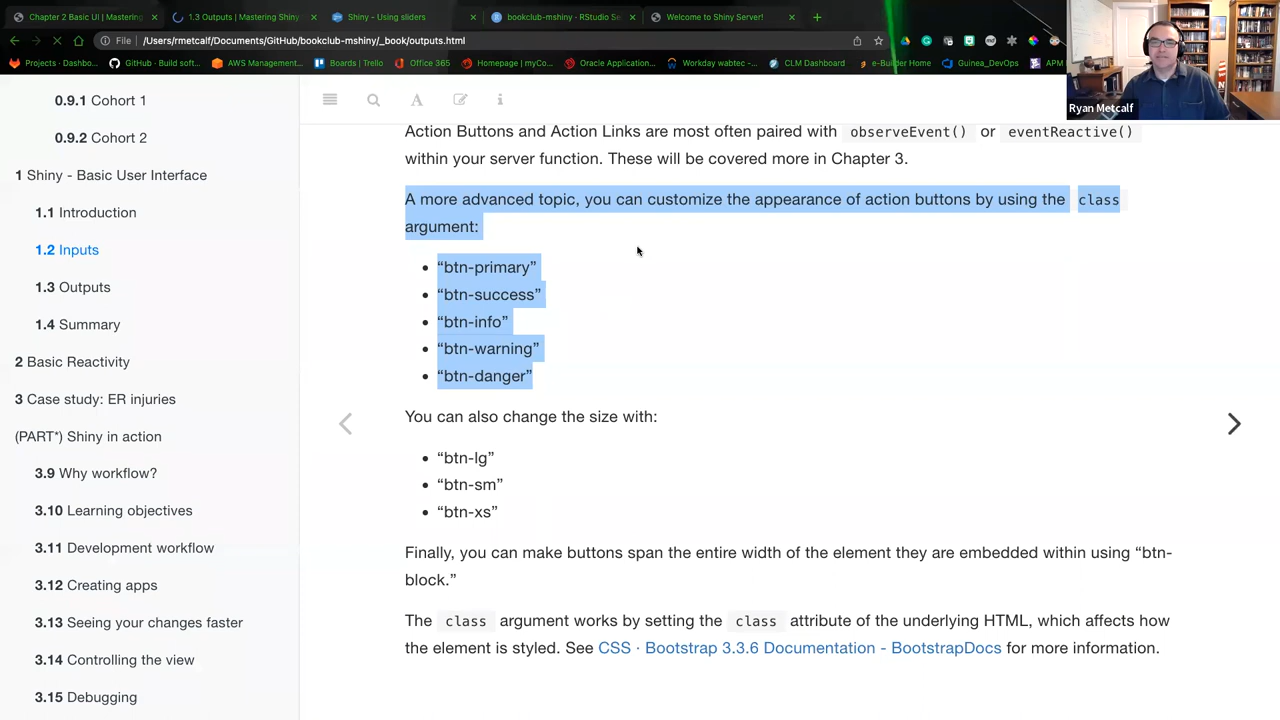 Chapter 2 Basic UI | Mastering
1.3 Outputs | Mastering Shiny
Shiny - Using sliders
bookclub-mshiny · RStudio Se
Welcome to Shiny Server!
File
/Users/rmetcalf/Documents/GitHub/bookclub-mshiny/_book/outputs.html
Projects · Dashbo...
GitHub · Build soft...
AWS Management...
Boards | Trello
Office 365
Homepage | myCo...
Oracle Application...
Workday wabtec -...
CLM Dashboard
e-Builder Home
Guinea_DevOps
APM
Ryan Metcalf
0.9.1 Cohort 1
0.9.2 Cohort 2
1 Shiny - Basic User Interface
1.1 Introduction
1.2 Inputs
1.3 Outputs
1.4 Summary
2 Basic Reactivity
3 Case study: ER injuries
(PART*) Shiny in action
3.9 Why workflow?
3.10 Learning objectives
3.11 Development workflow
3.12 Creating apps
3.13 Seeing your changes faster
3.14 Controlling the view
3.15 Debugging
Action Buttons and Action Links are most often paired with observeEvent() or eventReactive()
within your server function. These will be covered more in Chapter 3.
A more advanced topic, you can customize the appearance of action buttons by using the class
argument:
• “btn-primary”
• “btn-success”
• “btn-info”
• “btn-warning”
• “btn-danger”
You can also change the size with:
• “btn-lg”
• “btn-sm”
• “btn-xs”
Finally, you can make buttons span the entire width of the element they are embedded within using “btn-
block.”
The class argument works by setting the class attribute of the underlying HTML, which affects how
the element is styled. See CSS · Bootstrap 3.3.6 Documentation - BootstrapDocs for more information.